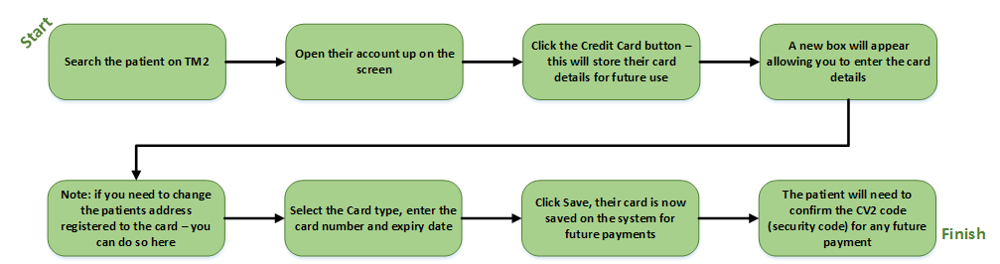 Start
Search the patient on TM2
Open their account up on the
screen
Click the Credit Card button –
this will store their card
details for future use
A new box will appear
allowing you to enter the card
details
Note: if you need to change
the patients address
registered to the card – you
can do so here
Select the Card type, enter the
card number and expiry date
Click Save, their card is now
saved on the system for
future payments
The patient will need to
confirm the CV2 code
(security code) for any future
payment
Finish